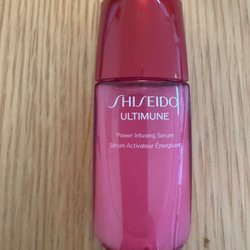 SHISEIDO
ULTIMUNE
Power Infusing Serum
Sérum Activateur Énergisant